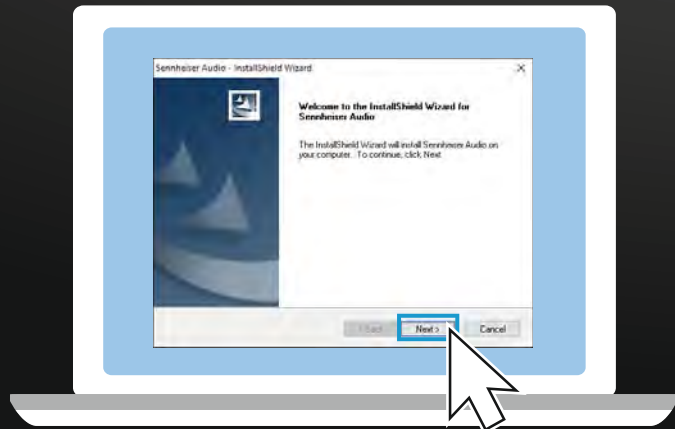 Sennheiser Audio - InstallShield Wizard
Welcome to the InstallShield Wizard for
Sennheiser Audio
The InstallShield Wizard will install Sennheiser Audio on
your computer. To continue, click Next
< Back Next > Cancel